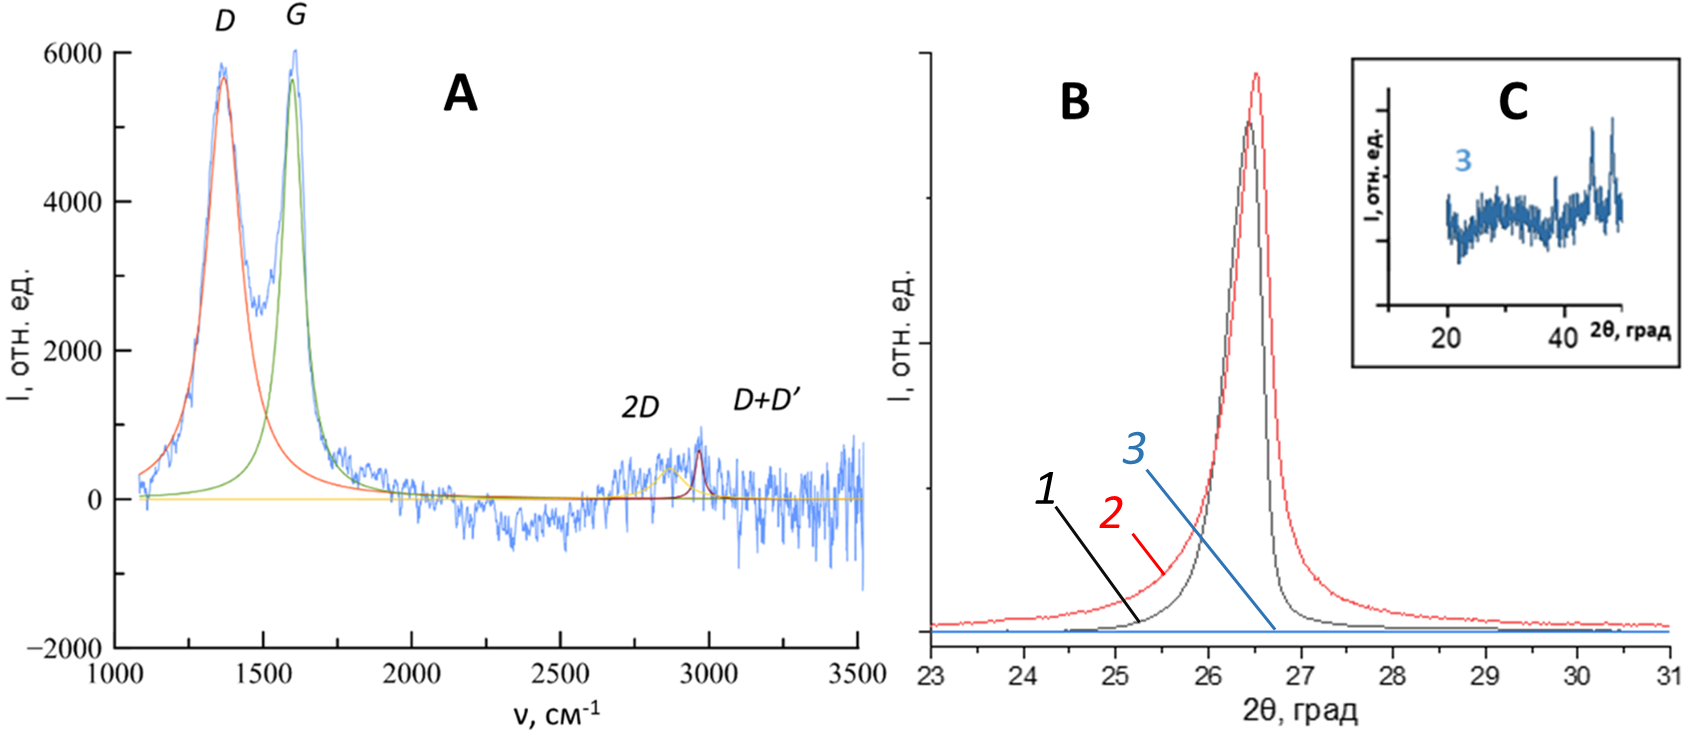 D
G
A
6000
4000
2000
0
−2000
I, отн. ед.
2D
D+D’
1000
1500
2000
2500
3000
3500
ν, см-1
B
I, отн. ед.
1
2
3
23
24
25
26
27
28
29
30
31
2θ, град
C
I, отн. ед.
3
20
40
2θ, град